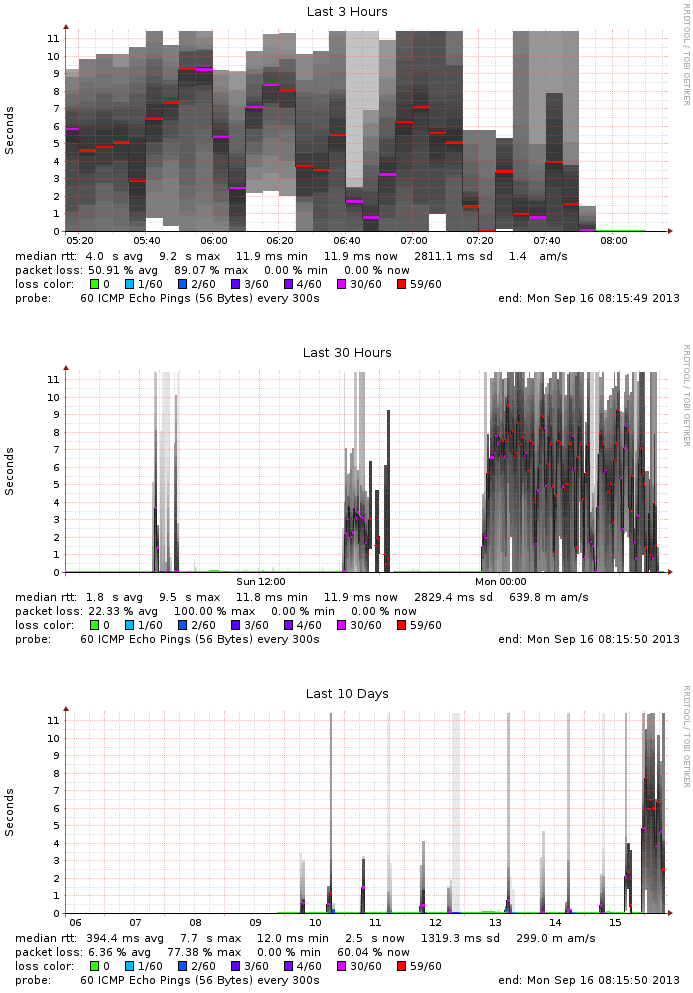 Last 3 Hours
RRDTOOL / TOBI OETIKER
Seconds
11
10
9
8
7
6
5
4
3
2
1
0
05:20 05:40 06:00 06:20 06:40 07:00 07:20 07:40 08:00
median rtt: 4.0 s avg 9.2 s max 11.9 ms min 11.9 ms now 2811.1 ms sd 1.4 am/s
packet loss: 50.91 % avg 89.07 % max 0.00 % min 0.00 % now
loss color: 0 1/60 2/60 3/60 4/60 30/60 59/60
probe: 60 ICMP Echo Pings (56 Bytes) every 300s end: Mon Sep 16 08:15:49 2013
Last 30 Hours
RRDTOOL / TOBI OETIKER
Seconds
11
10
9
8
7
6
5
4
3
2
1
0
Sun 12:00 Mon 00:00
median rtt: 1.8 s avg 9.5 s max 11.8 ms min 11.9 ms now 2829.4 ms sd 639.8 m am/s
packet loss: 22.33 % avg 100.00 % max 0.00 % min 0.00 % now
loss color: 0 1/60 2/60 3/60 4/60 30/60 59/60
probe: 60 ICMP Echo Pings (56 Bytes) every 300s end: Mon Sep 16 08:15:50 2013
Last 10 Days
RRDTOOL / TOBI OETIKER
Seconds
11
10
9
8
7
6
5
4
3
2
1
0
06 07 08 09 10 11 12 13 14 15
median rtt: 394.4 ms avg 7.7 s max 12.0 ms min 2.5 s now 1319.3 ms sd 299.0 m am/s
packet loss: 6.36 % avg 77.38 % max 0.00 % min 60.04 % now
loss color: 0 1/60 2/60 3/60 4/60 30/60 59/60
probe: 60 ICMP Echo Pings (56 Bytes) every 300s end: Mon Sep 16 08:15:50 2013